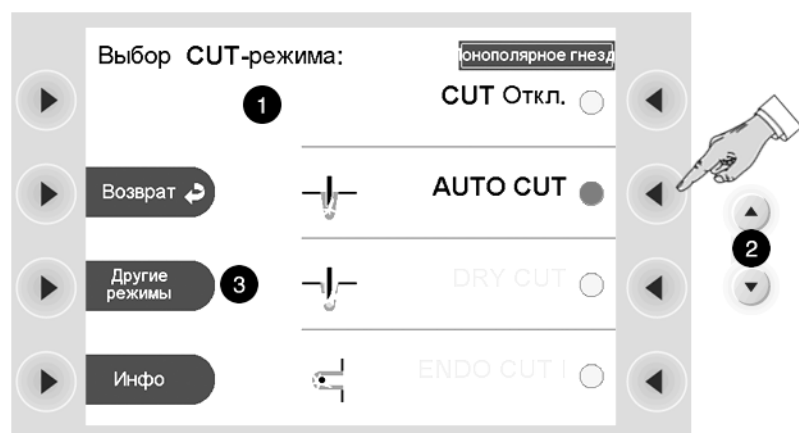 Выбор CUT-режима:
онополярное гнезд
1
CUT Откл.
Возврат
AUTO CUT
2
Другие
режимы
3
DRY CUT
Инфо
ENDO CUT I